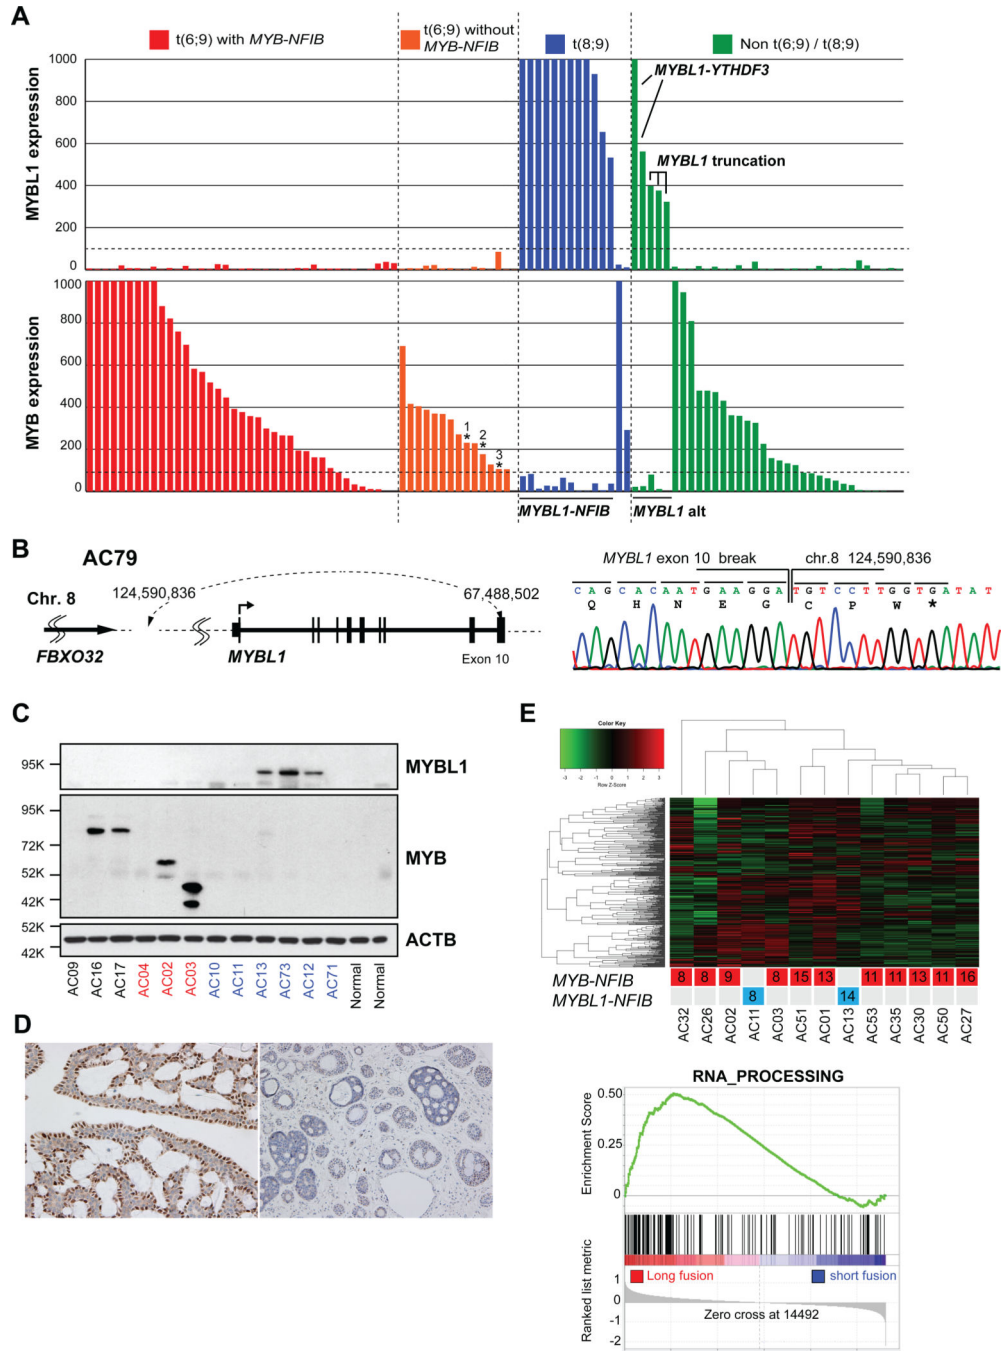 A
t(6;9) with MYB-NFIB
t(6;9) without
MYB-NFIB
t(8;9)
Non t(6;9) / t(8;9)
MYBL1 expression
1000
800
600
400
200
0
MYBL1-YTHDF3
MYBL1 truncation
MYB expression
1000
800
600
400
200
0
1
*
2
*
3
*
MYBL1-NFIB
MYBL1 alt
B
AC79
Chr. 8
124,590,836
67,488,502
FBXO32
MYBL1
Exon 10
MYBL1 exon 10 break
chr.8 124,590,836
C A G C A C A A T G A A G G A T G T C C T T G G T G A T A T
Q H N E G C P W *
C
95K
MYBL1
95K
72K
52K
42K
MYB
52K
42K
ACTB
AC09
AC16
AC17
AC04
AC02
AC03
AC10
AC11
AC13
AC73
AC12
AC71
Normal
Normal
D
E
Color Key
-3 -2 -1 0 1 2 3
Row Z-Score
MYB-NFIB
8 8 9 8 15 13 11 11 13 11 16
MYBL1-NFIB
8 14
AC32
AC26
AC02
AC11
AC03
AC51
AC01
AC13
AC53
AC35
AC30
AC50
AC27
RNA_PROCESSING
Enrichment Score
0.50
0.25
0
Ranked list metric
Long fusion
short fusion
1
0
-1
-2
Zero cross at 14492